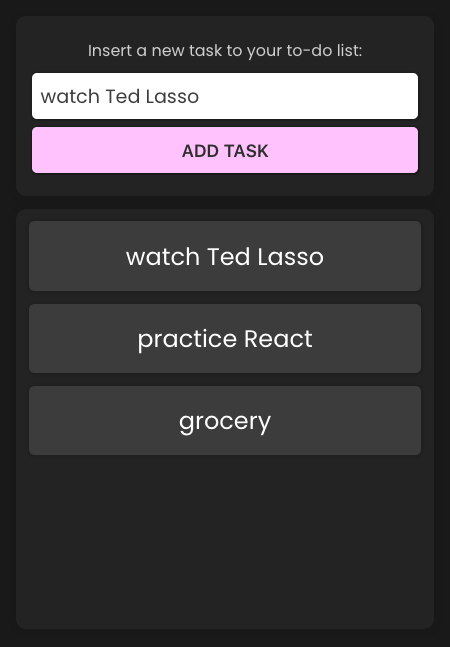 Insert a new task to your to-do list:
watch Ted Lasso
ADD TASK
watch Ted Lasso
practice React
grocery